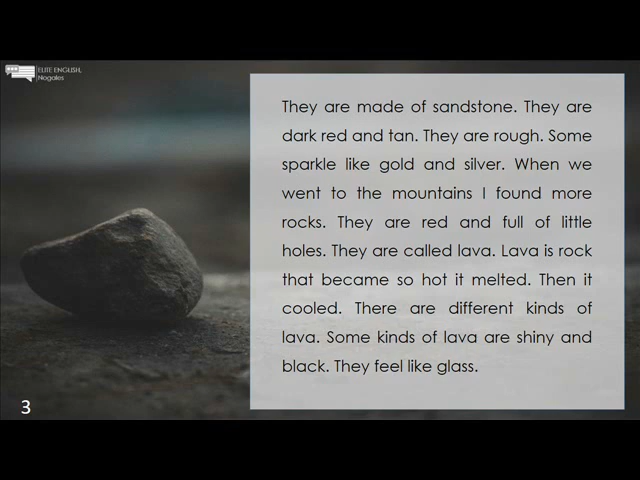 ELITE ENGLISH,
Nogales
They are made of sandstone. They are
dark red and tan. They are rough. Some
sparkle like gold and silver. When we
went to the mountains I found more
rocks. They are red and full of little
holes. They are called lava. Lava is rock
that became so hot it melted. Then it
cooled. There are different kinds of
lava. Some kinds of lava are shiny and
black. They feel like glass.
3